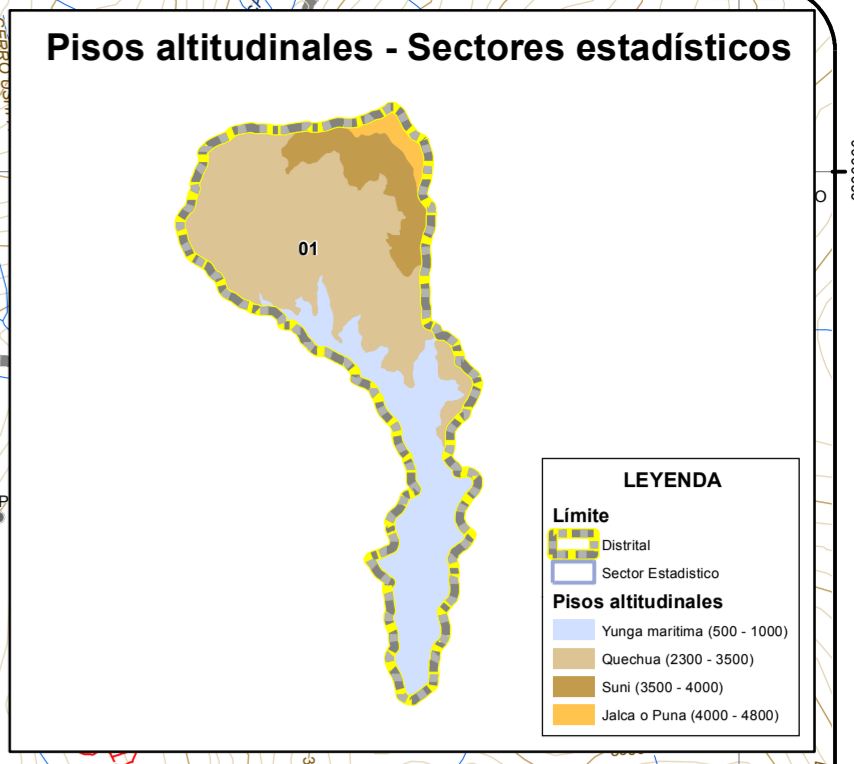 Pisos altitudinales - Sectores estadísticos
01
LEYENDA
Límite
Distrital
Sector Estadistico
Pisos altitudinales
Yunga maritima (500 - 1000)
Quechua (2300 - 3500)
Suni (3500 - 4000)
Jalca o Puna (4000 - 4800)